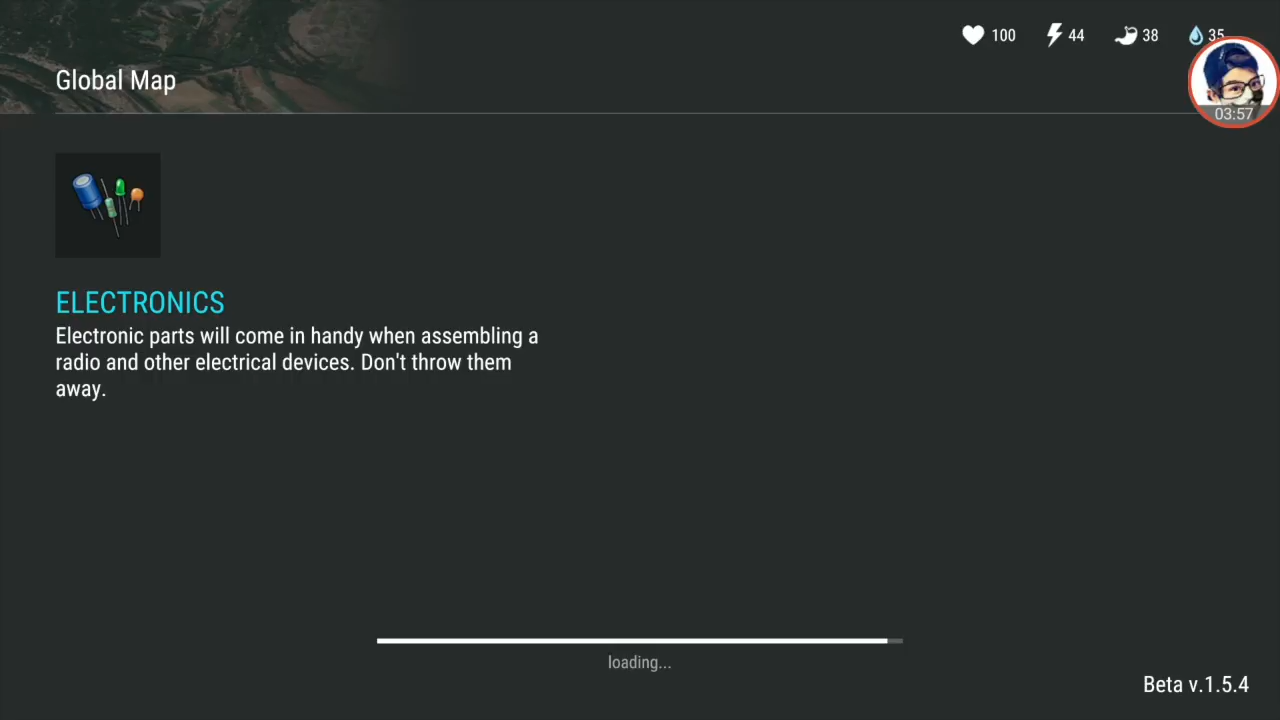 100
44
38
35
Global Map
03:57
ELECTRONICS
Electronic parts will come in handy when assembling a
radio and other electrical devices. Don't throw them
away.
loading...
Beta v.1.5.4